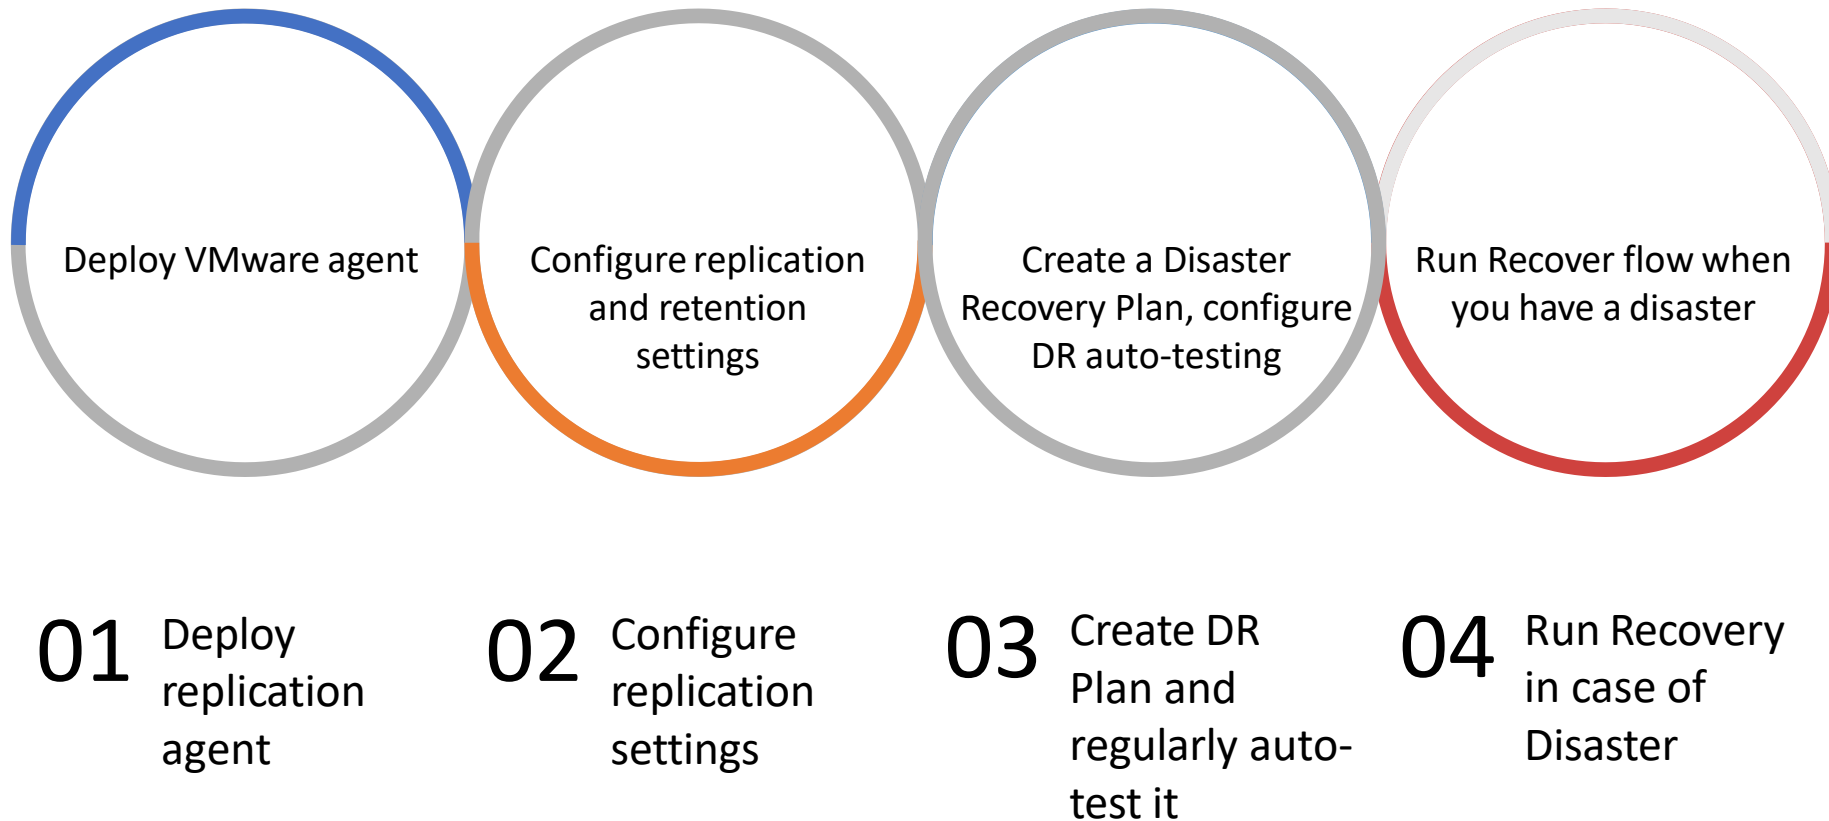 Deploy VMware agent
Configure replication
and retention
settings
Create a Disaster
Recovery Plan, configure
DR auto-testing
Run Recover flow when
you have a disaster
01
Deploy
replication
agent
02
Configure
replication
settings
03
Create DR
Plan and
regularly auto-
test it
04
Run Recovery
in case of
Disaster